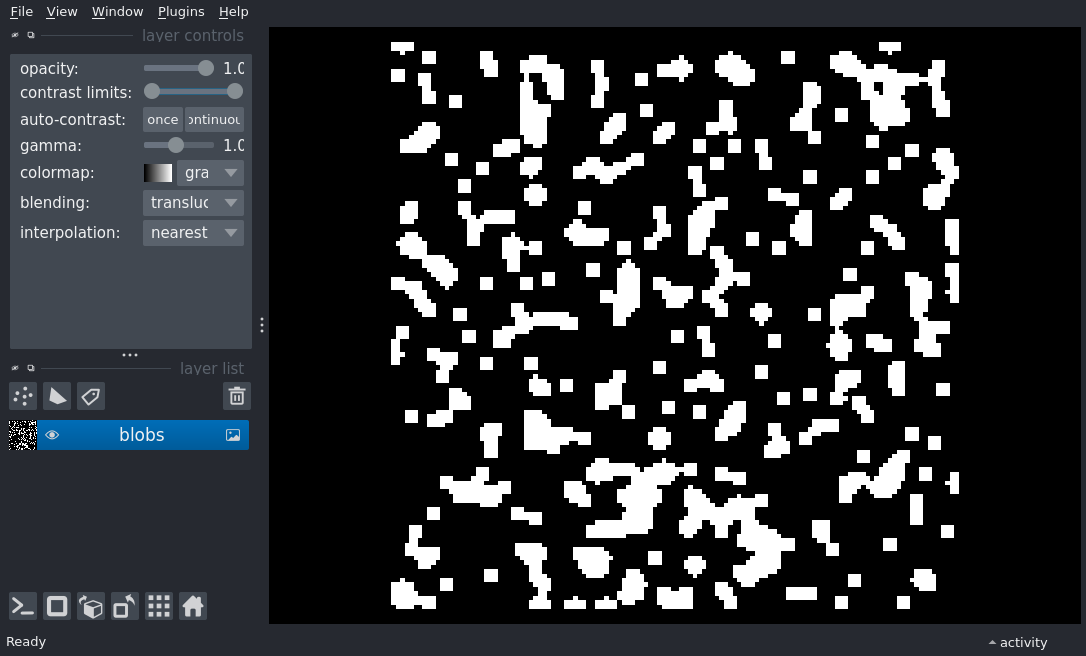 File View Window Plugins Help
layer controls
opacity: 1.0
contrast limits:
auto-contrast: once ontinuou
gamma: 1.0
colormap: gra
blending: transluc
interpolation: nearest
layer list
blobs
Ready
activity